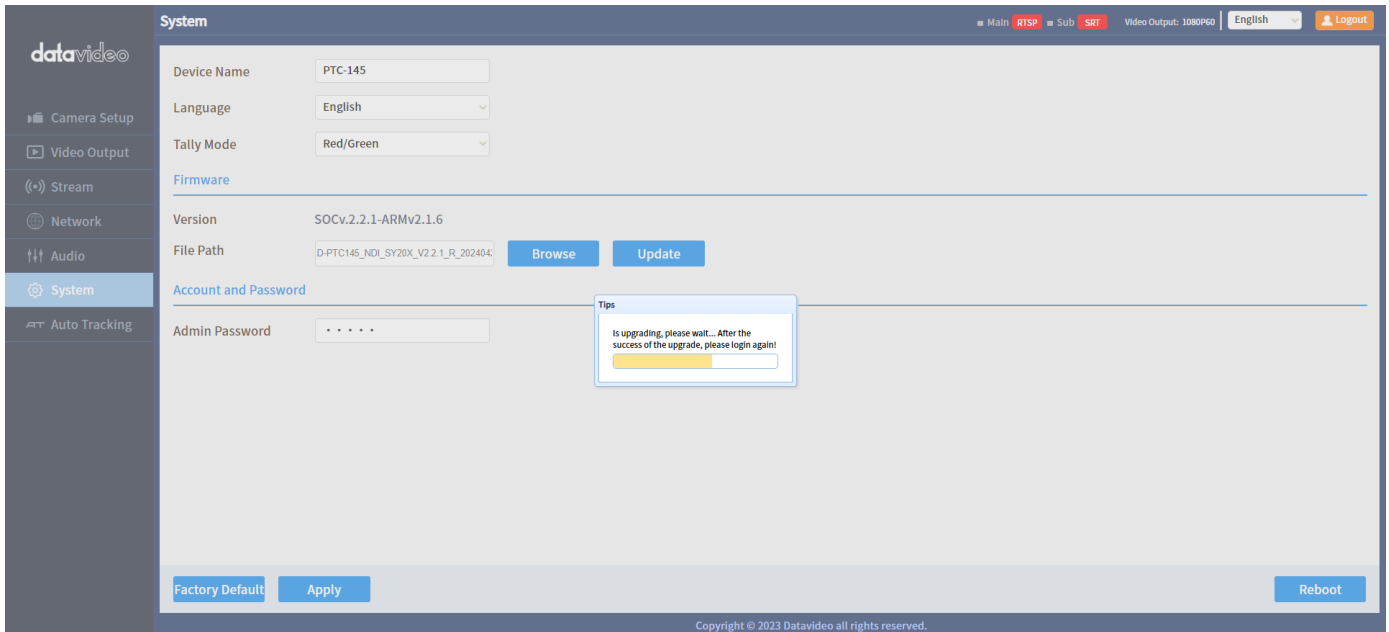 System
Main RTSP Sub SRT Video Output: 1080P60 English Logout
datavideo
Camera Setup
Video Output
Stream
Network
Audio
System
Auto Tracking
Device Name PTC-145
Language English
Tally Mode Red/Green
Firmware
Version SOCv.2.2.1-ARMv2.1.6
File Path D-PTC145_NDI_SY20X_V2.2.1_R_202404 Browse Update
Account and Password
Admin Password • • • • •
Tips
Is upgrading, please wait... After the
success of the upgrade, please login again!
Factory Default Apply Reboot
Copyright © 2023 Datavideo all rights reserved.